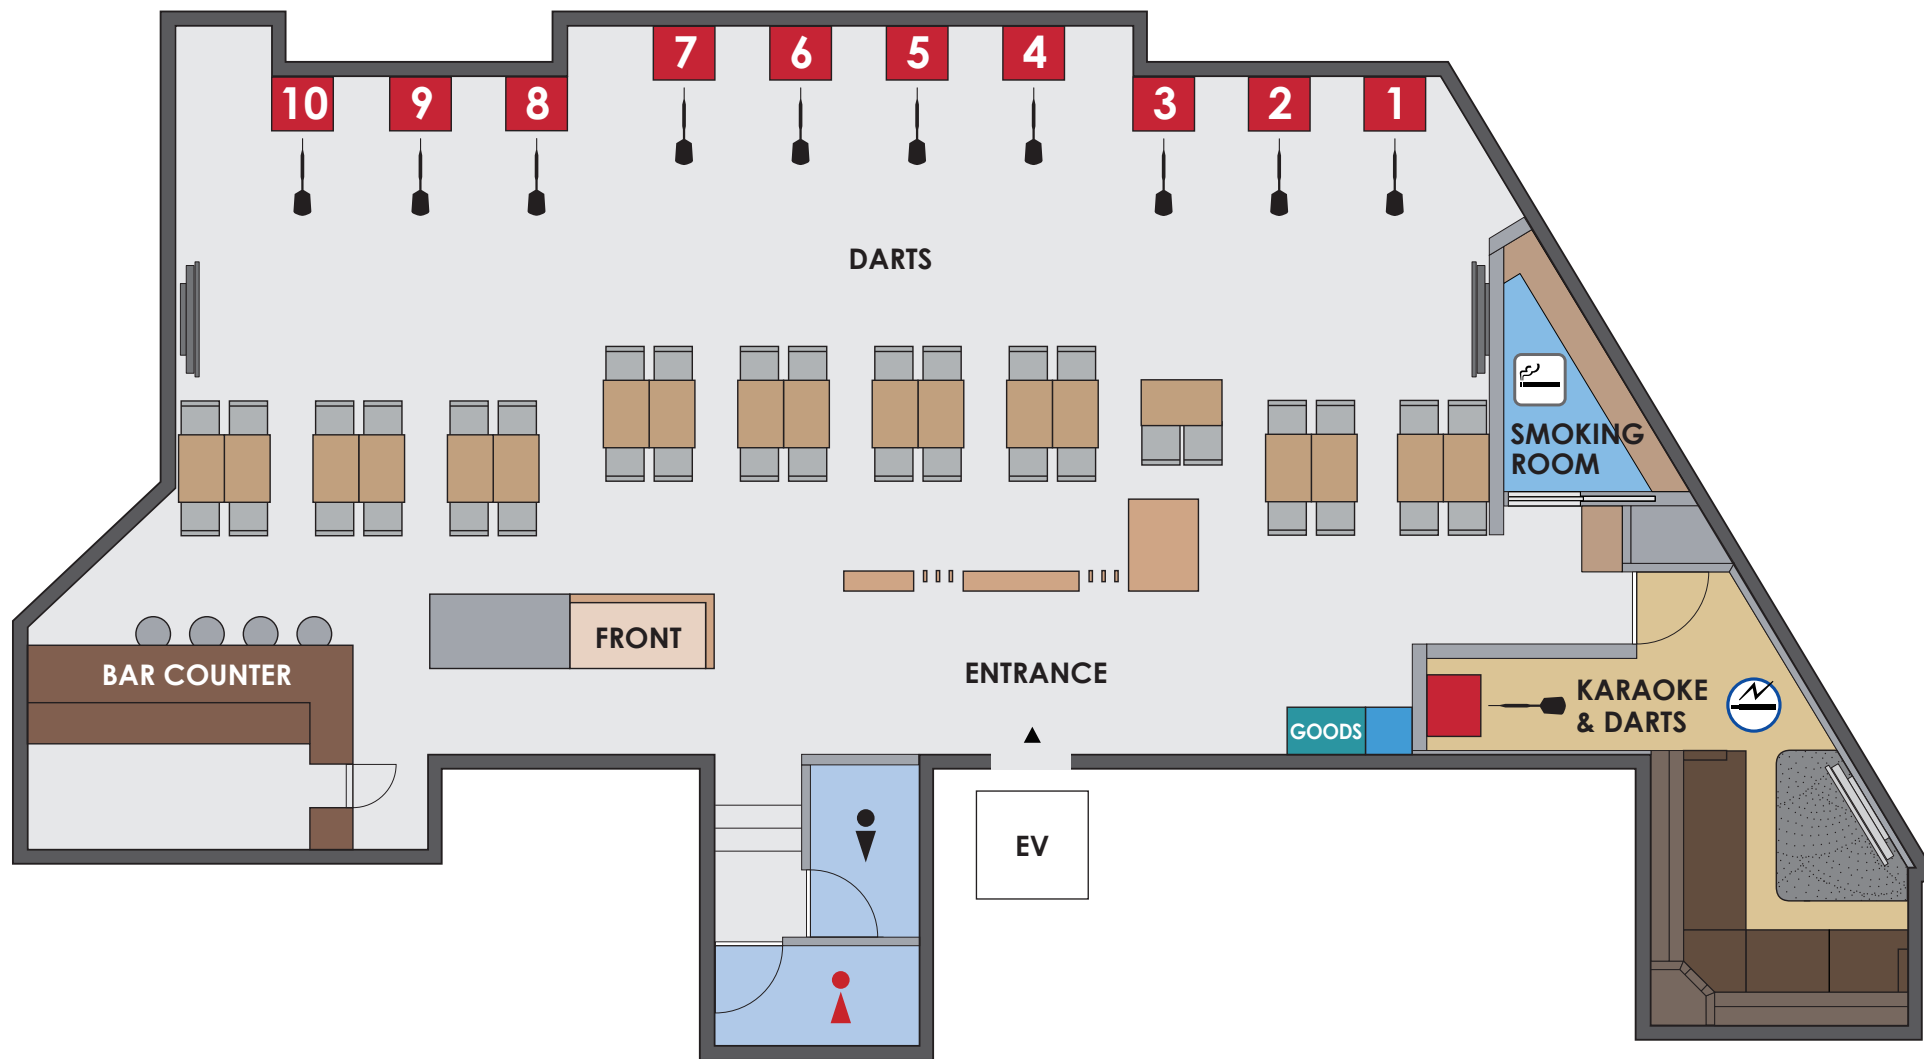 7
6
5
4
10
9
8
3
2
1
DARTS
SMOKING
ROOM
FRONT
BAR COUNTER
ENTRANCE
KARAOKE
& DARTS
GOODS
EV